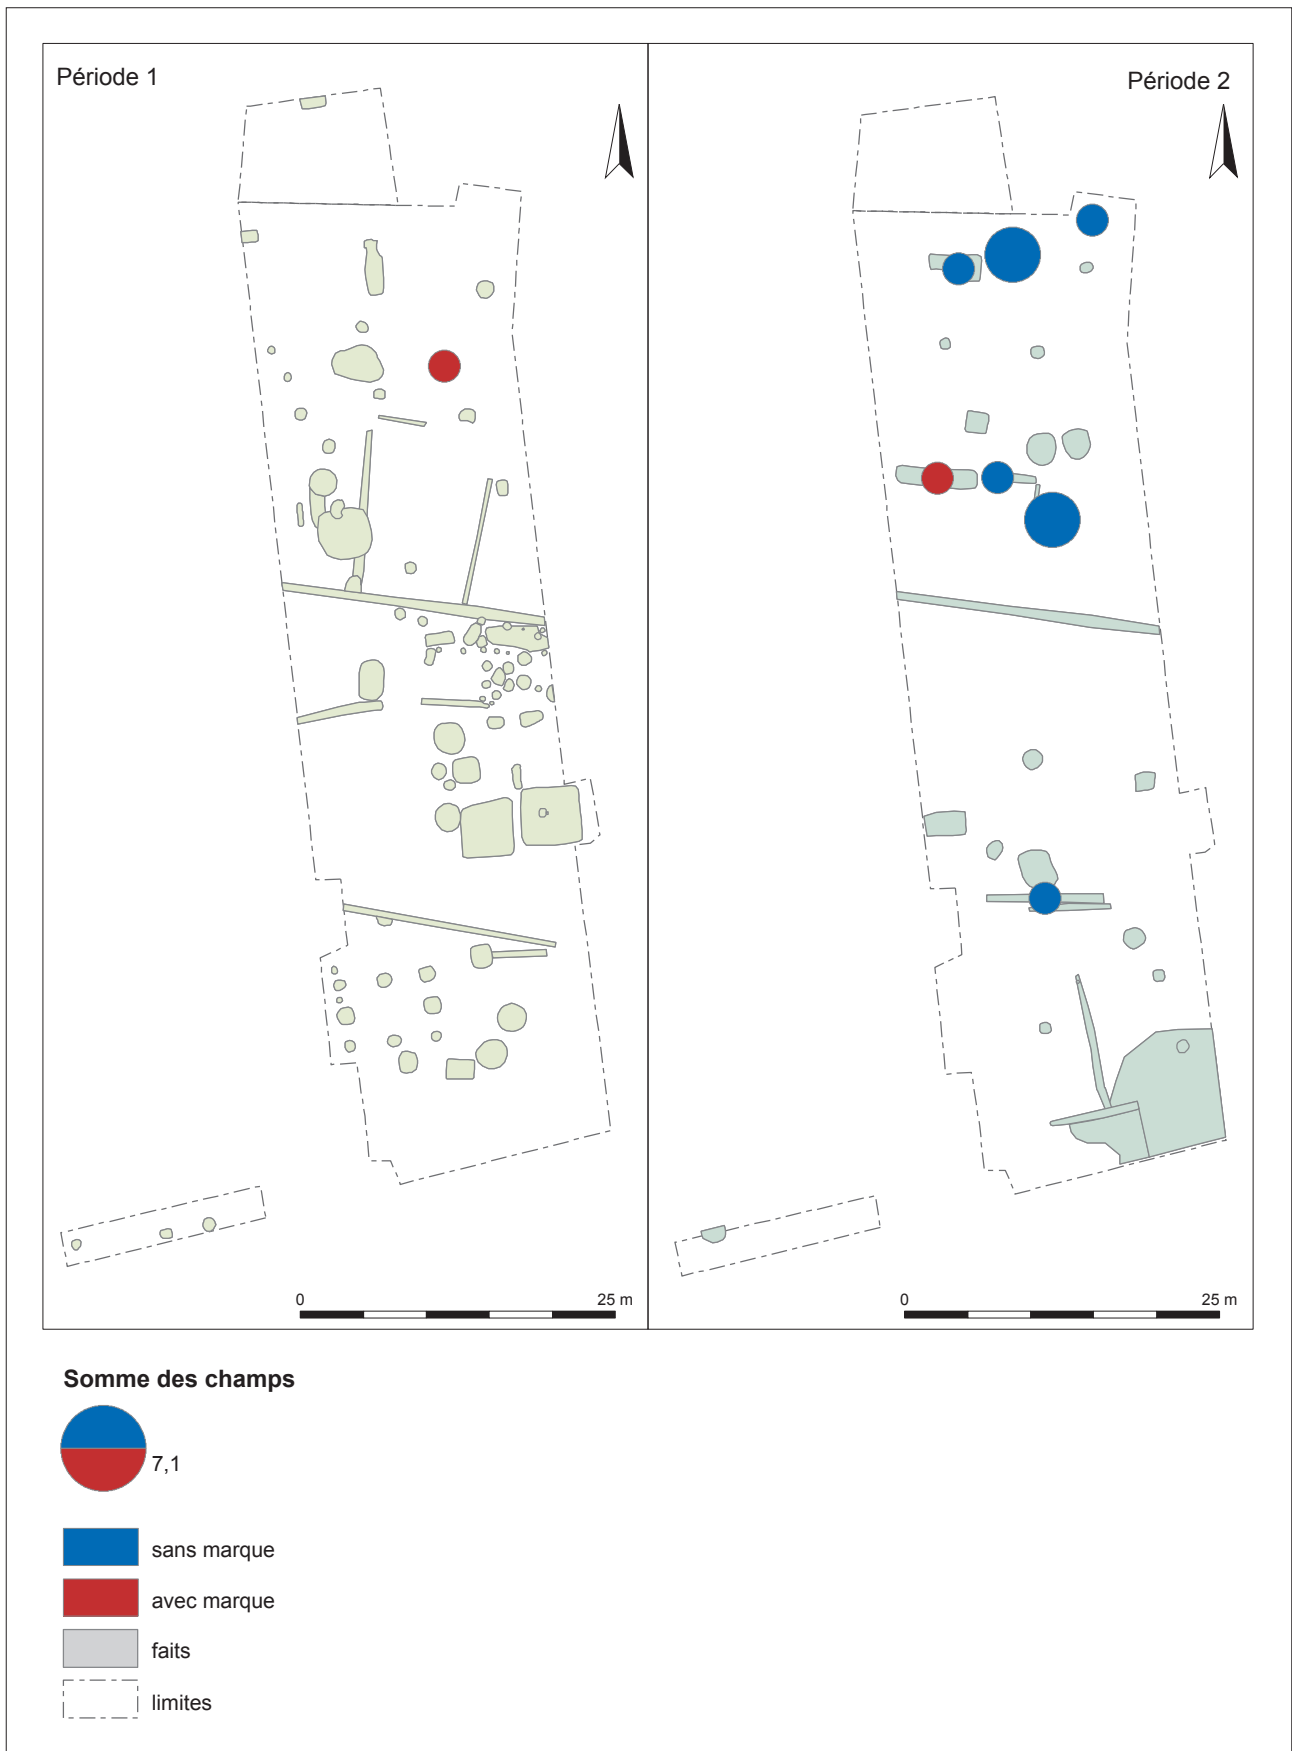 Période 1
Période 2
0
25 m
0
25 m
Somme des champs
7,1
sans marque
avec marque
faits
limites